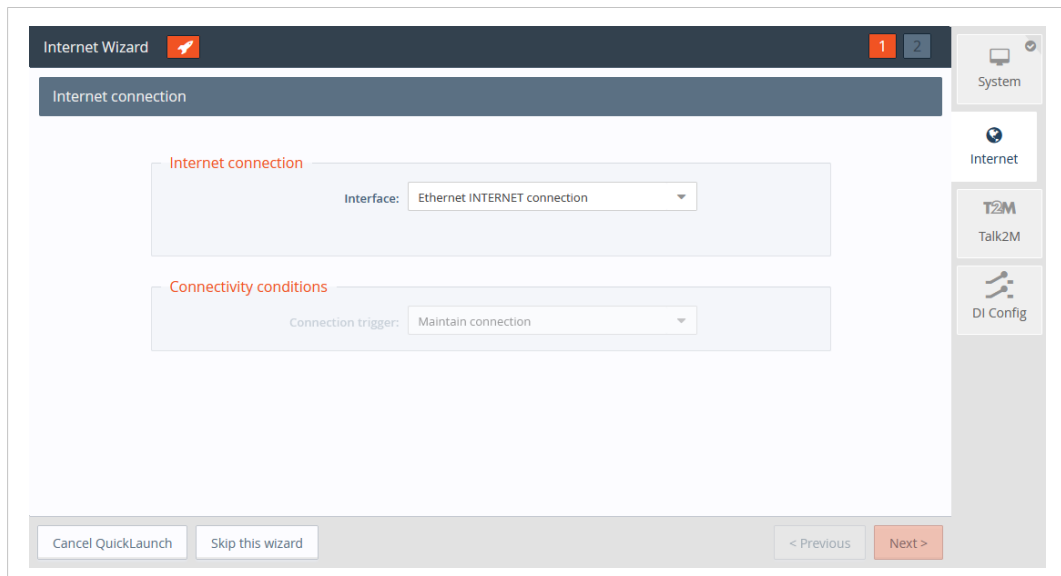 Internet Wizard
1 2
Internet connection
Internet connection
Interface: Ethernet INTERNET connection
Connectivity conditions
Connection trigger: Maintain connection
Cancel QuickLaunch Skip this wizard < Previous Next >
System
Internet
T2M
Talk2M
DI Config